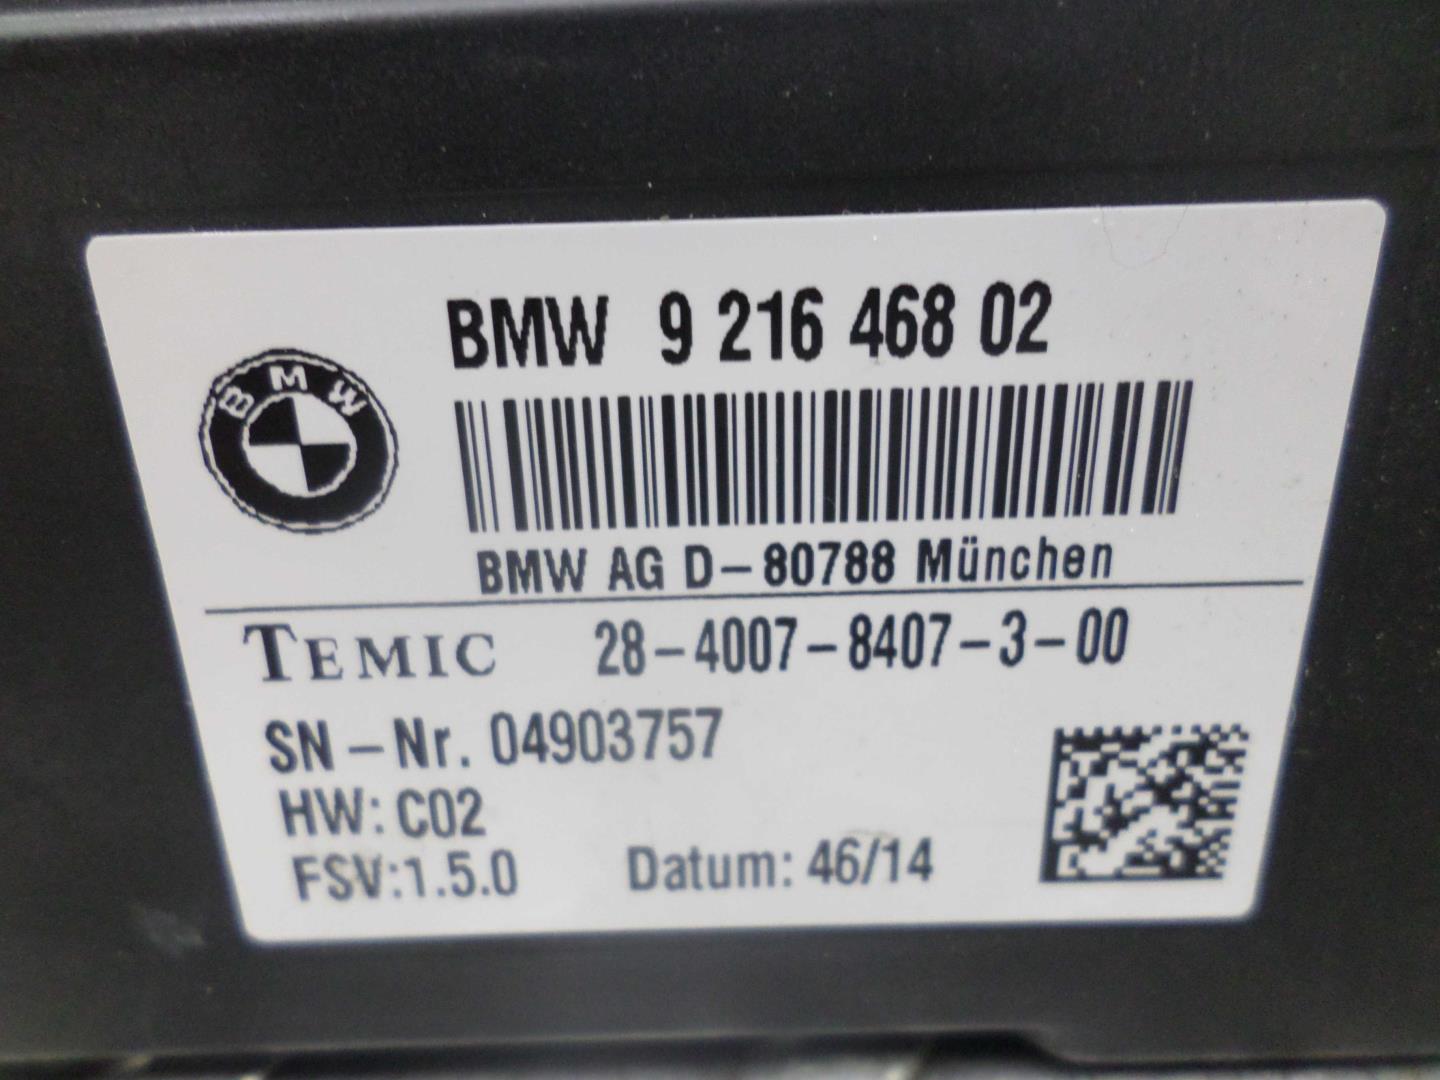 BMW 9 216 468 02
BMW
BMW AG D-80788 München
TEMIC 28-4007-8407-3-00
SN-Nr. 04903757
HW: C02
FSV:1.5.0 Datum: 46/14